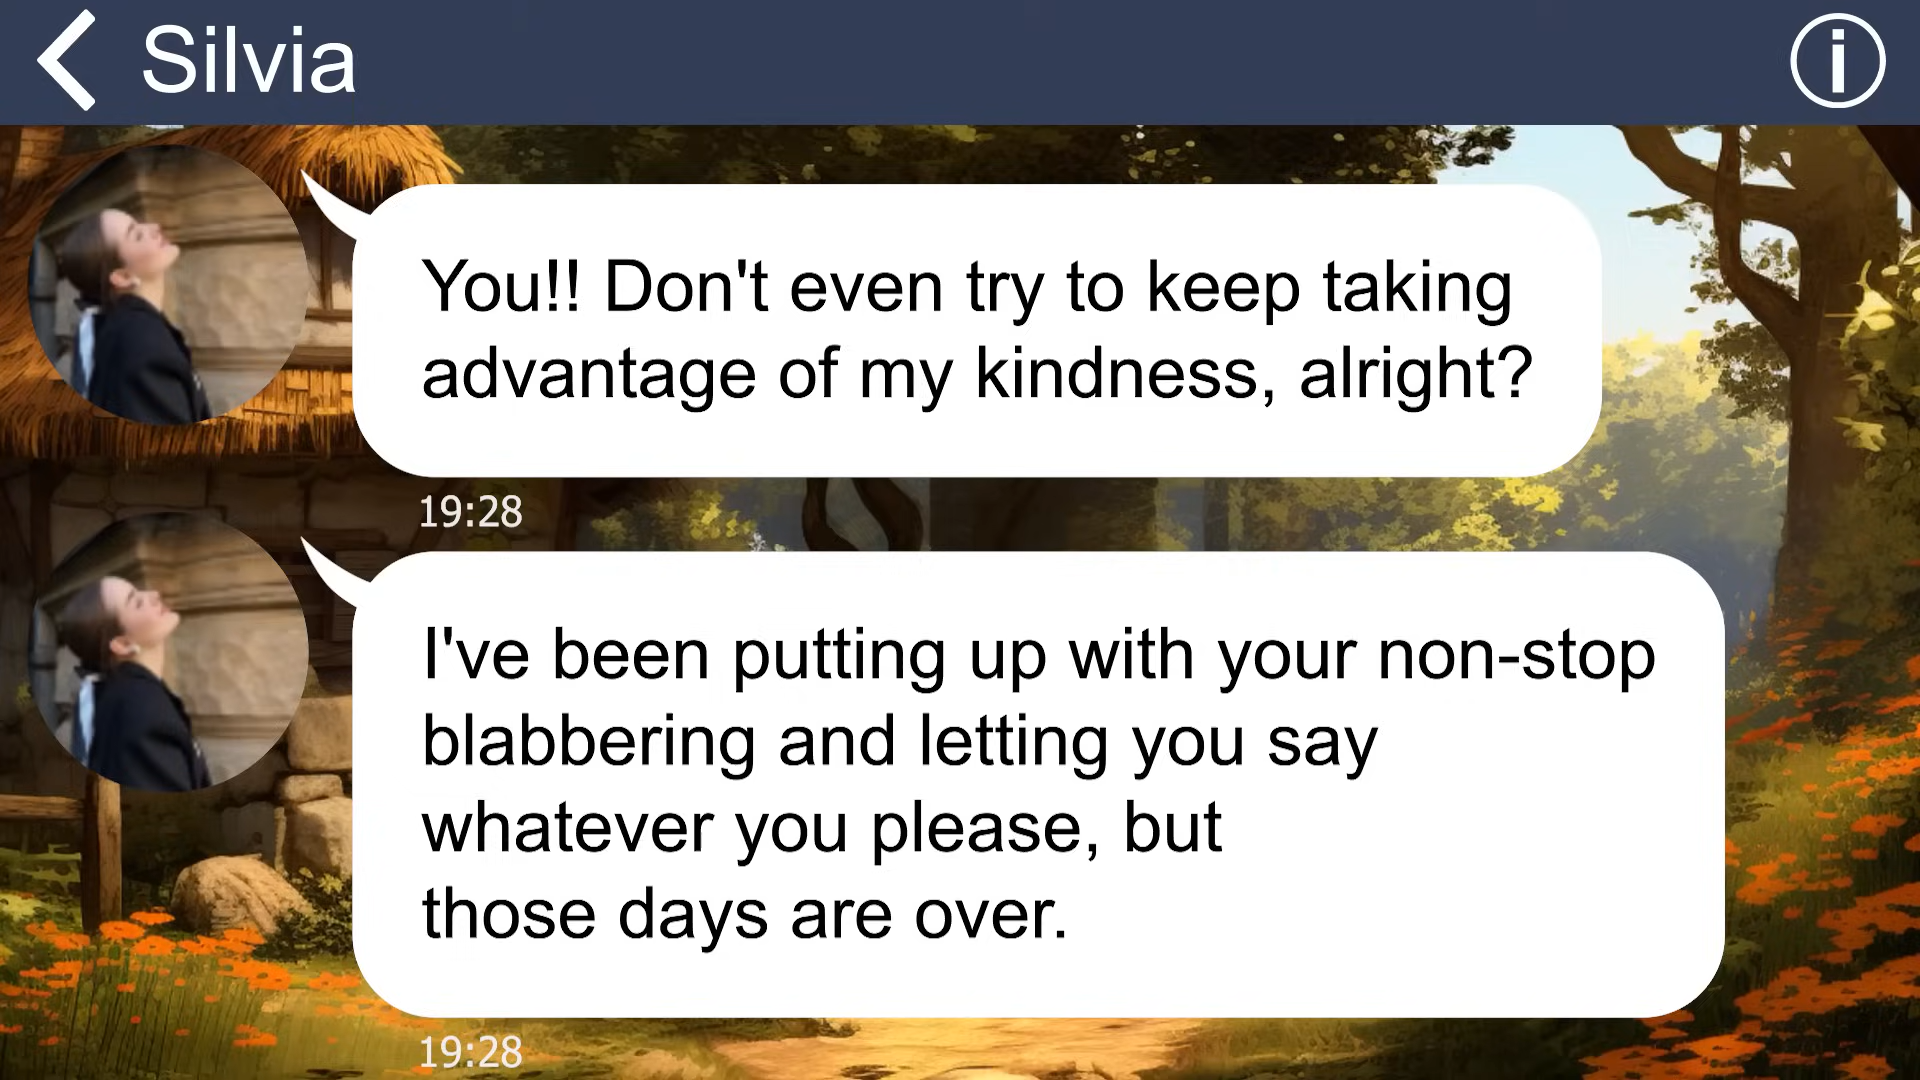 Silvia
You!! Don't even try to keep taking
advantage of my kindness, alright?
19:28
I've been putting up with your non-stop
blabbering and letting you say
whatever you please, but
those days are over.
19:28